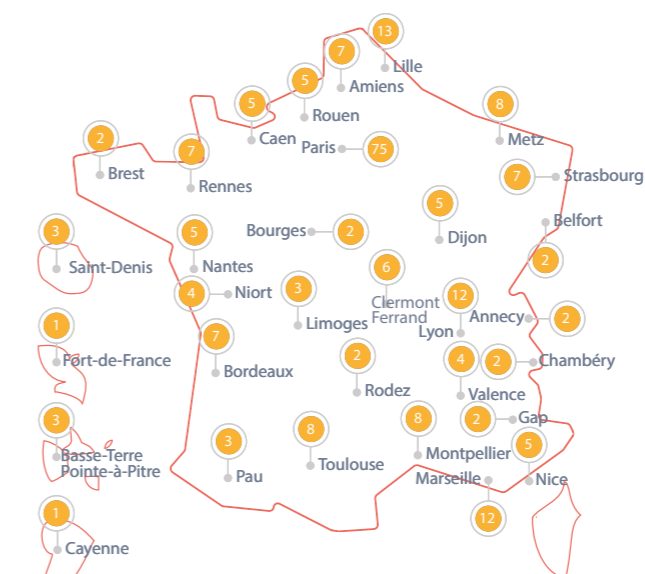 13
Lille
7
Amiens
5
Rouen
5
Caen
Paris 75
8
Metz
2
Brest
7
Rennes
7 Strasbourg
5
Dijon
Bourges 2
Belfort
2
3
Saint-Denis
5
Nantes
4 Niort
3
Limoges
6
Clermont
Ferrand
12
Lyon
Annecy 2
1
Fort-de-France
7
Bordeaux
2
Rodez
4
Valence
2 Chambéry
2 Gap
3
Basse-Terre
Pointe-à-Pitre
3
Pau
8
Toulouse
8
Montpellier
Marseille
12
5
Nice
1
Cayenne